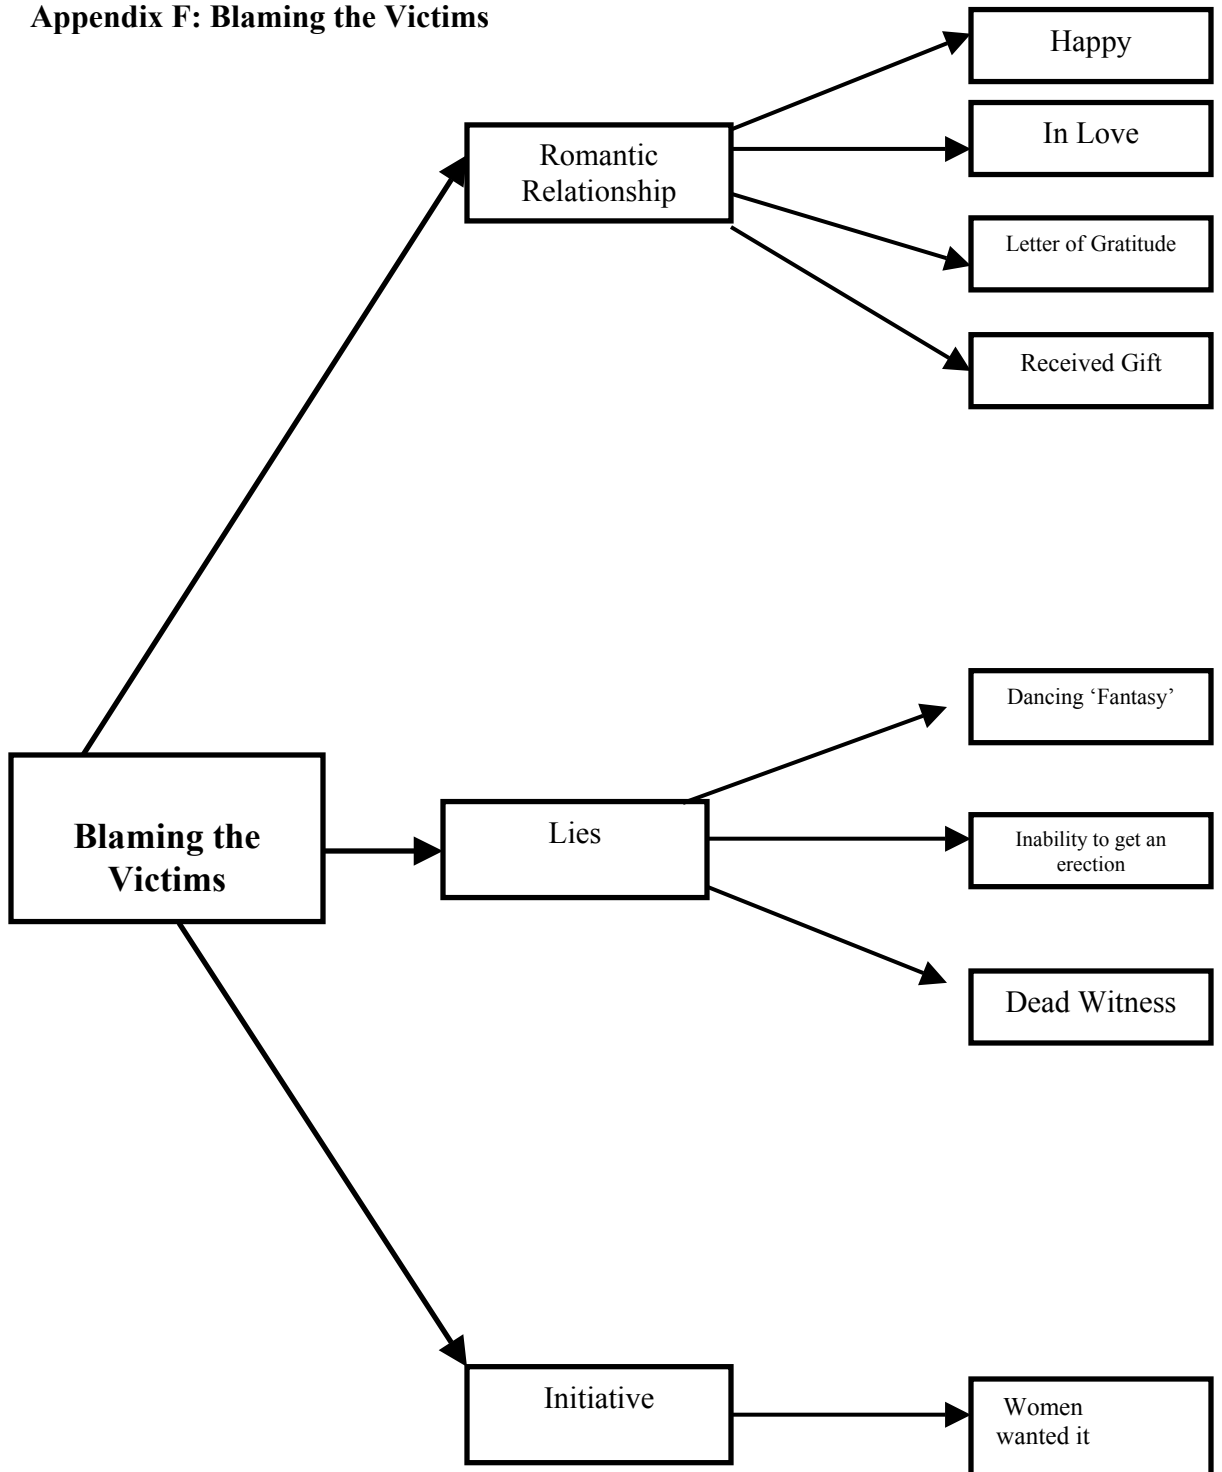 Appendix F: Blaming the Victims
Happy
In Love
Romantic
Relationship
Letter of Gratitude
Received Gift
Dancing ‘Fantasy’
Blaming the
Victims
Lies
Inability to get an
erection
Dead Witness
Initiative
Women
wanted it